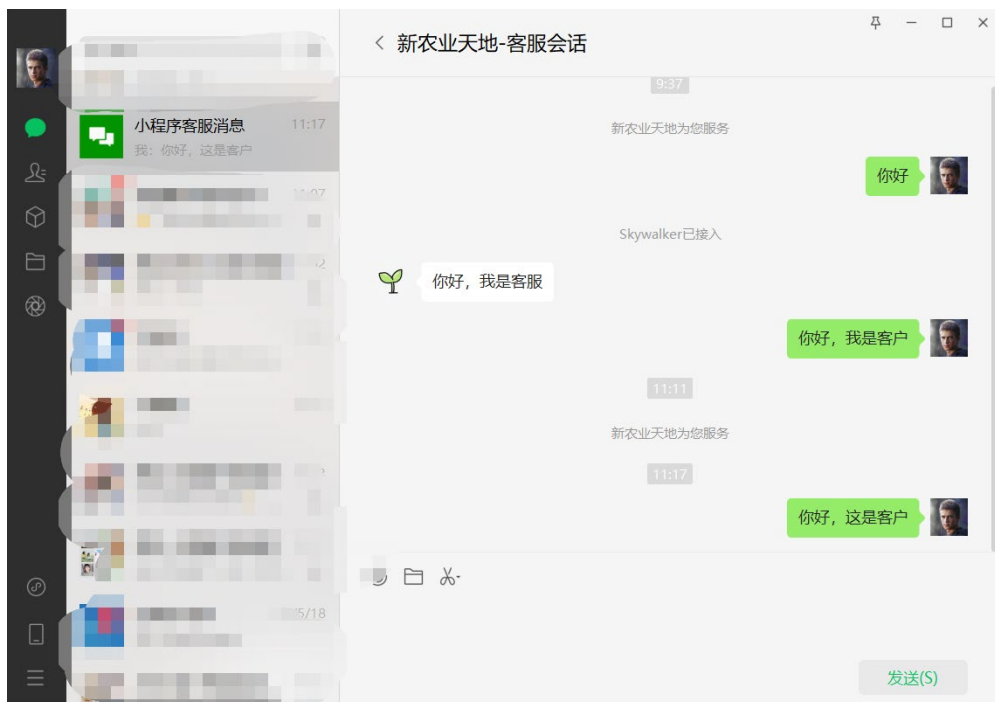 小程序客服消息
11:17
我：你好，这是客户
5/18
新农业天地-客服会话
9:37
新农业天地为您服务
你好
Skywalker已接入
你好，我是客服
你好，我是客户
11:11
新农业天地为您服务
11:17
你好，这是客户
发送(S)